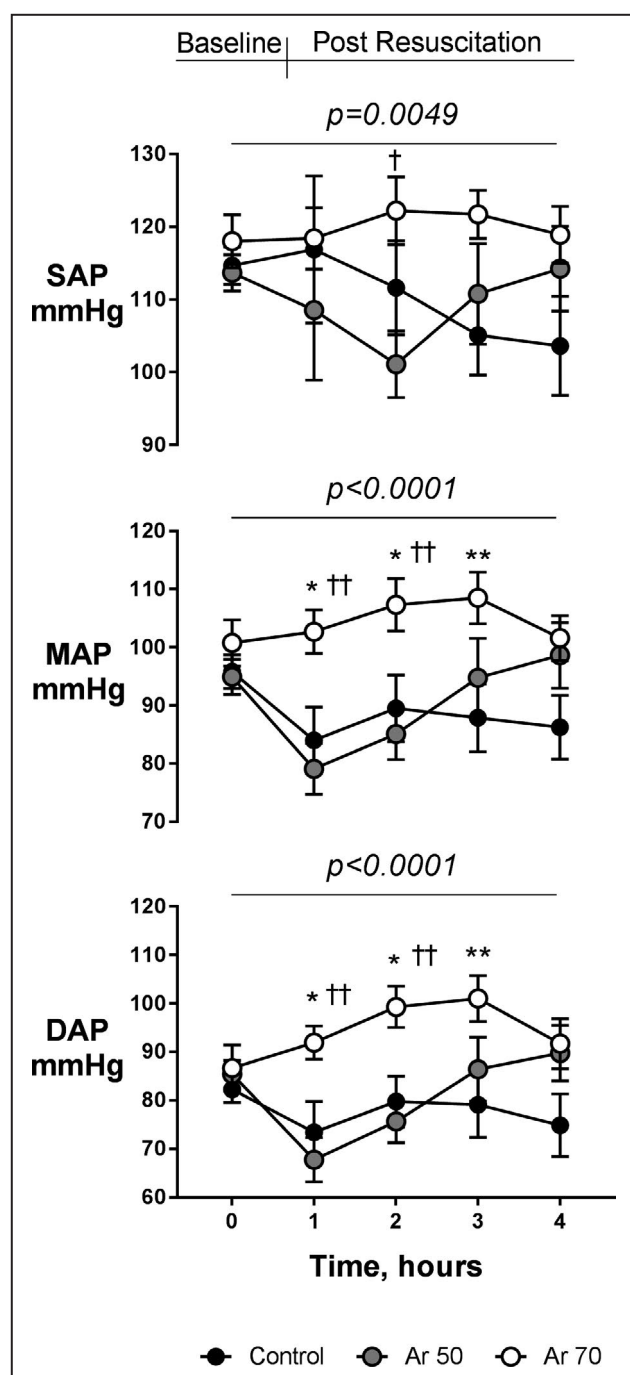 Baseline Post Resuscitation
p=0.0049
130
†
120
SAP
mmHg
110
100
90
p<0.0001
120
* †† * †† **
110
100
MAP
mmHg
90
80
70
p<0.0001
120
110
* †† * †† **
100
DAP
mmHg
90
80
70
60
0 1 2 3 4
Time, hours
Control Ar 50 Ar 70